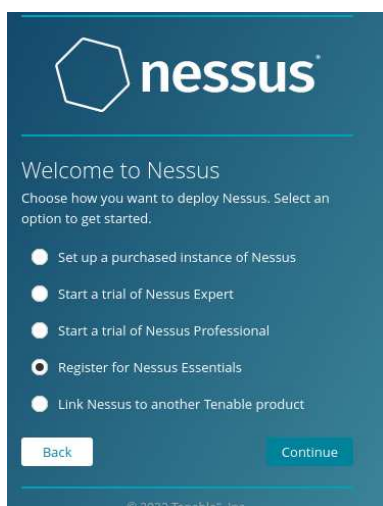 nessus
Welcome to Nessus
Choose how you want to deploy Nessus. Select an
option to get started.
Set up a purchased instance of Nessus
Start a trial of Nessus Expert
Start a trial of Nessus Professional
Register for Nessus Essentials
Link Nessus to another Tenable product
Back Continue